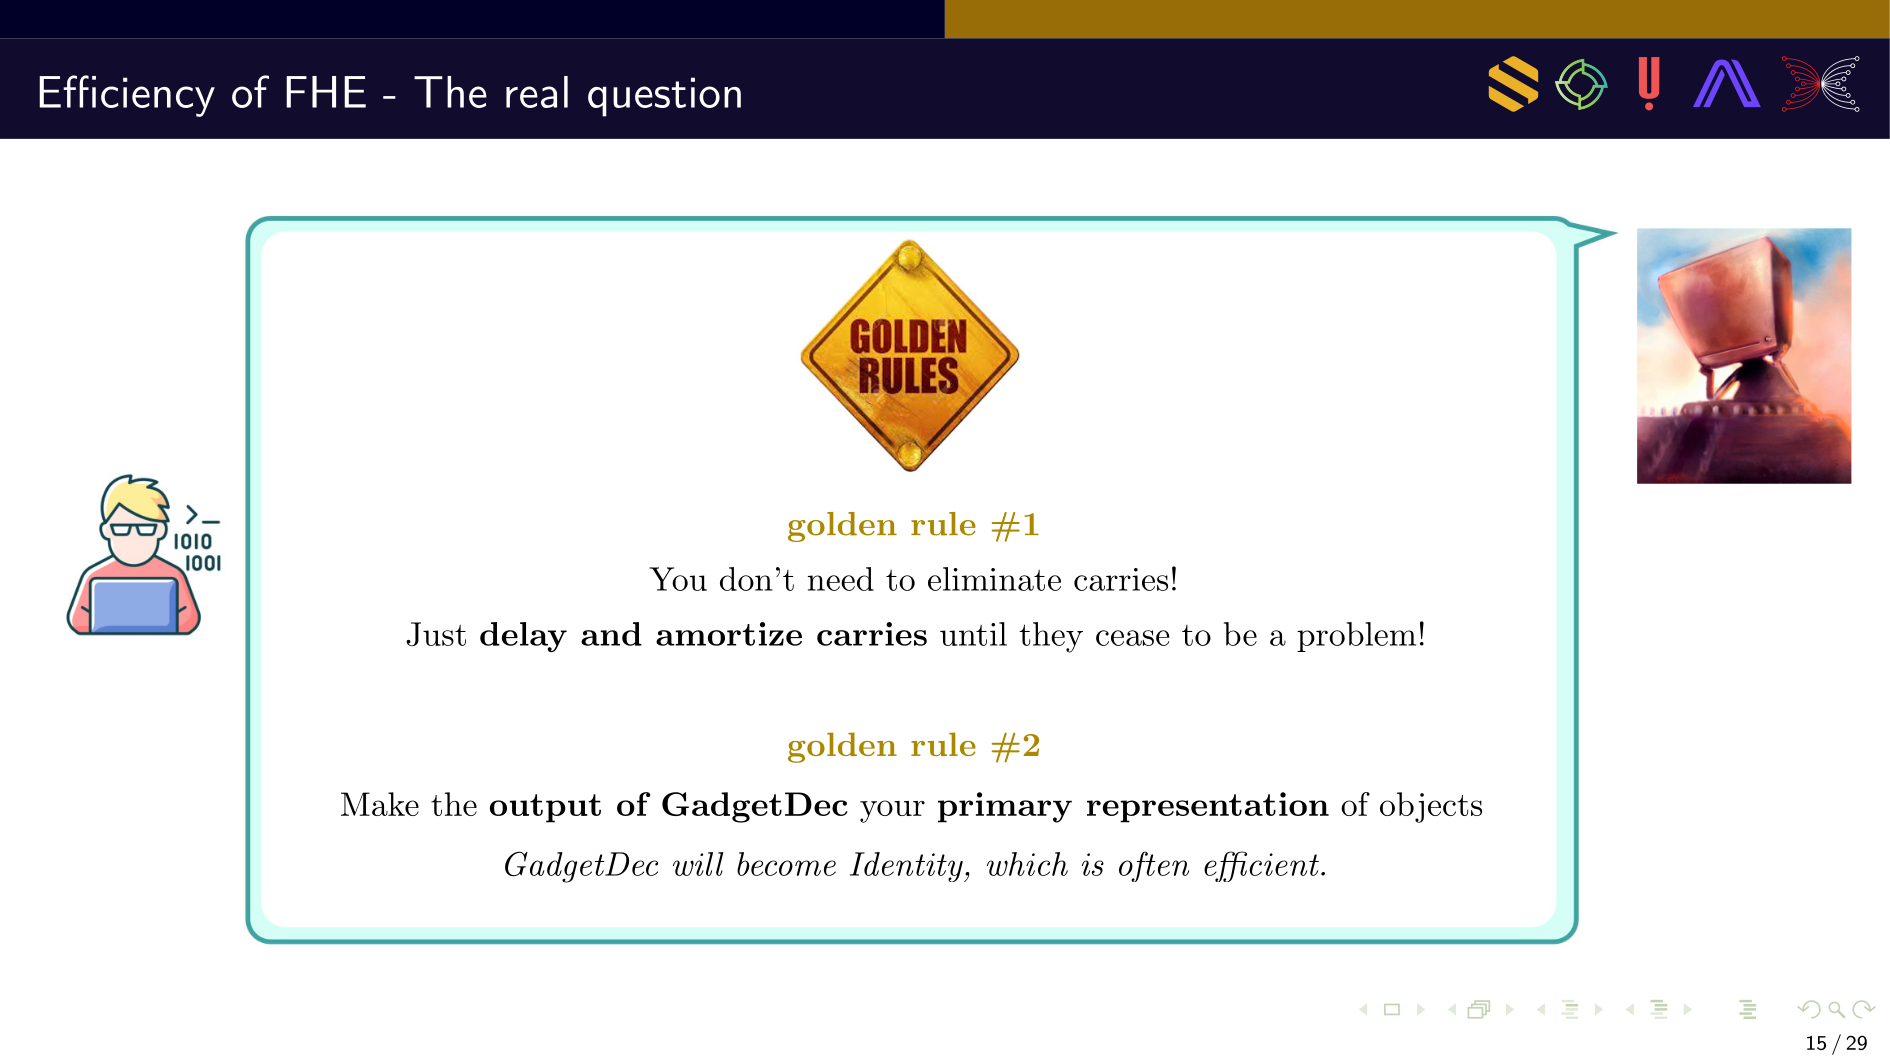 Efficiency of FHE - The real question
GOLDEN
RULES
>_
1010
1001
golden rule #1
You don't need to eliminate carries!
Just delay and amortize carries until they cease to be a problem!
golden rule #2
Make the output of GadgetDec your primary representation of objects
GadgetDec will become Identity, which is often efficient.
15 / 29